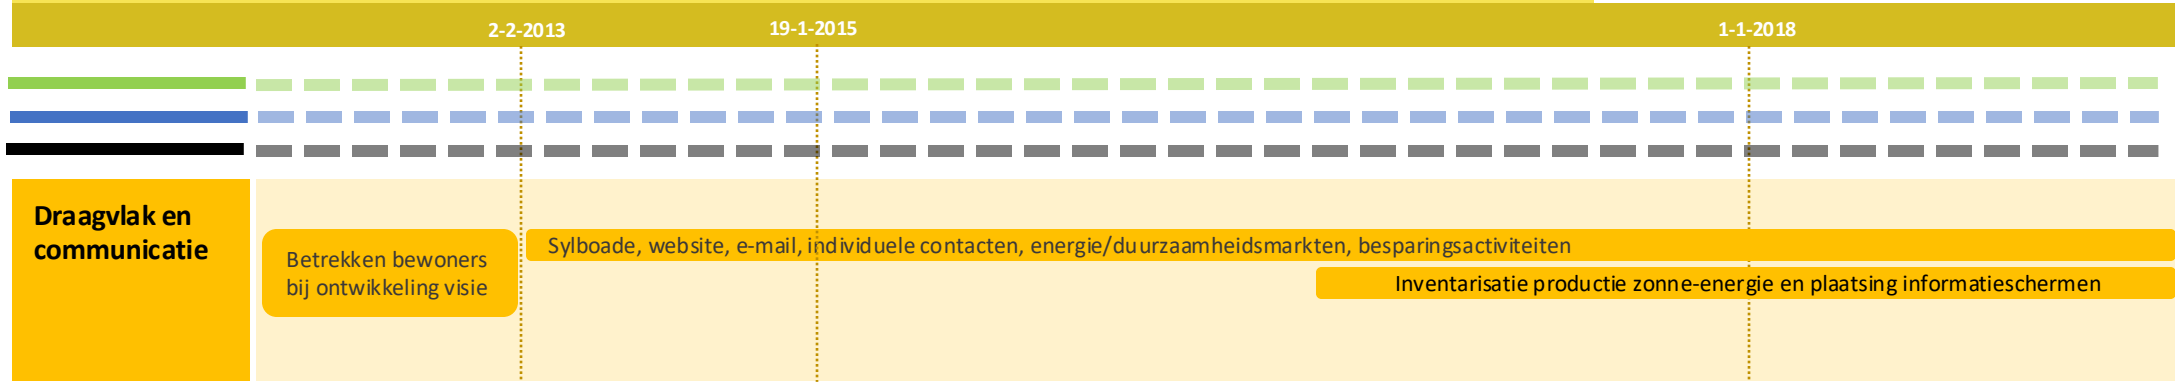 2-2-2013
19-1-2015
1-1-2018
Draagvlak en
communicatie
Betrekken bewoners
bij ontwikkeling visie
Sylboade, website, e-mail, individuele contacten, energie/duurzaamheidsmarkten, besparingsactiviteiten
Inventarisatie productie zonne-energie en plaatsing informatieschermen